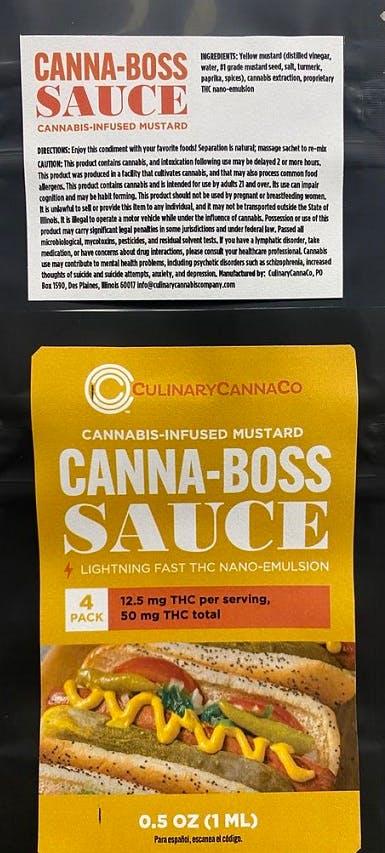 CANNA-BOSS
SAUCE
CANNABIS-INFUSED MUSTARD
INGREDIENTS: Yellow mustard (distilled vinegar,
water, #1 grade mustard seed, salt, turmeric,
paprika, spices), cannabis extraction, proprietary
THC nano-emulsion
DIRECTIONS: Enjoy this condiment with your favorite foods! Separation is natural; massage sachet to re-mix
CAUTION: This product contains cannabis, and intoxication following use may be delayed 2 or more hours.
This product was produced in a facility that cultivates cannabis, and that may also process common food
allergens. This product contains cannabis and is intended for use by adults 21 and over. Its use can impair
cognition and may be habit forming. This product should not be used by pregnant or breastfeeding women.
It is unlawful to sell or provide this item to any individual, and it may not be transported outside the State of
Illinois. It is illegal to operate a motor vehicle while under the influence of cannabis. Possession or use of this
product may carry significant legal penalties in some jurisdictions and under federal law. Passed all
microbiological, mycotoxins, pesticides, and residual solvent tests. If you have a lymphatic disorder, take
medication, or have concerns about drug interactions, please consult your healthcare professional. Cannabis
use may contribute to mental health problems, including psychotic disorders such as schizophrenia, increased
thoughts of suicide and suicide attempts, anxiety, and depression. Manufactured by: CulinaryCannaCo, PO
Box 1590, Des Plaines, Illinois 60017 info@culinarycannabiscompany.com
CULINARYCANNACO
CANNABIS-INFUSED MUSTARD
CANNA-BOSS
SAUCE
LIGHTNING FAST THC NANO-EMULSION
4
PACK
12.5 mg THC per serving,
50 mg THC total
0.5 OZ (1 ML)
Para español, escanea el código.